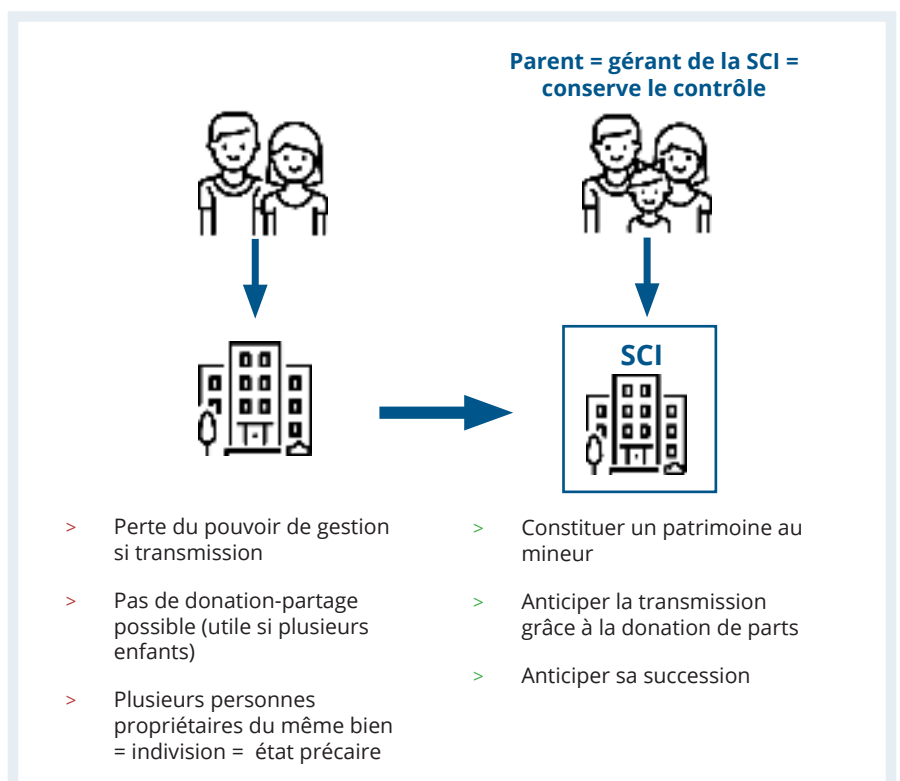 Parent = gérant de la SCI =
conserve le contrôle
SCI
> Perte du pouvoir de gestion
si transmission
> Pas de donation-partage
possible (utile si plusieurs
enfants)
> Plusieurs personnes
propriétaires du même bien
= indivision = état précaire
> Constituer un patrimoine au
mineur
> Anticiper la transmission
grâce à la donation de parts
> Anticiper sa succession